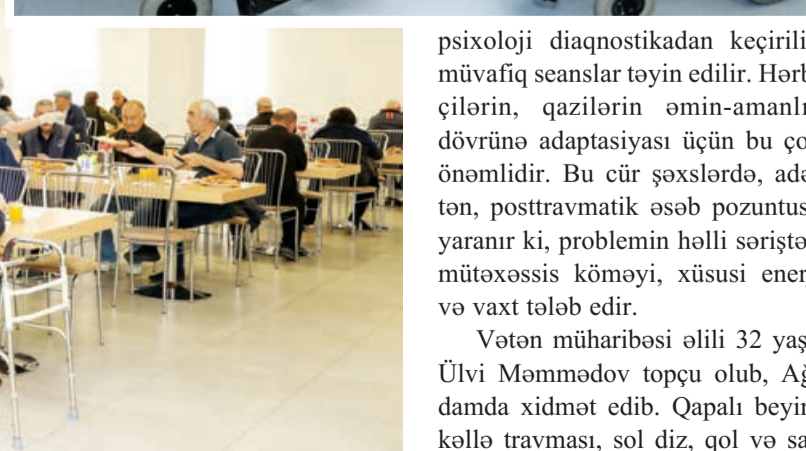 psixoloji diaqnostikadan keçirili
müvafiq seanslar təyin edilir. Hərb
çilərin, qazilərin əmin-amanlı
dövrünə adaptasiyası üçün bu ço
önəmlidir. Bu cür şəxslərdə, adə
tən, posttravmatik əsəb pozuntus
yaranır ki, problemin həlli səriştə
mütəxəssis köməyi, xüsusi ener
və vaxt tələb edir.
Vətən müharibəsi əlili 32 yaş
Ülvi Məmmədov topçu olub, Ağ
damda xidmət edib. Qapalı beyin
kəllə travması, sol diz, qol və sa